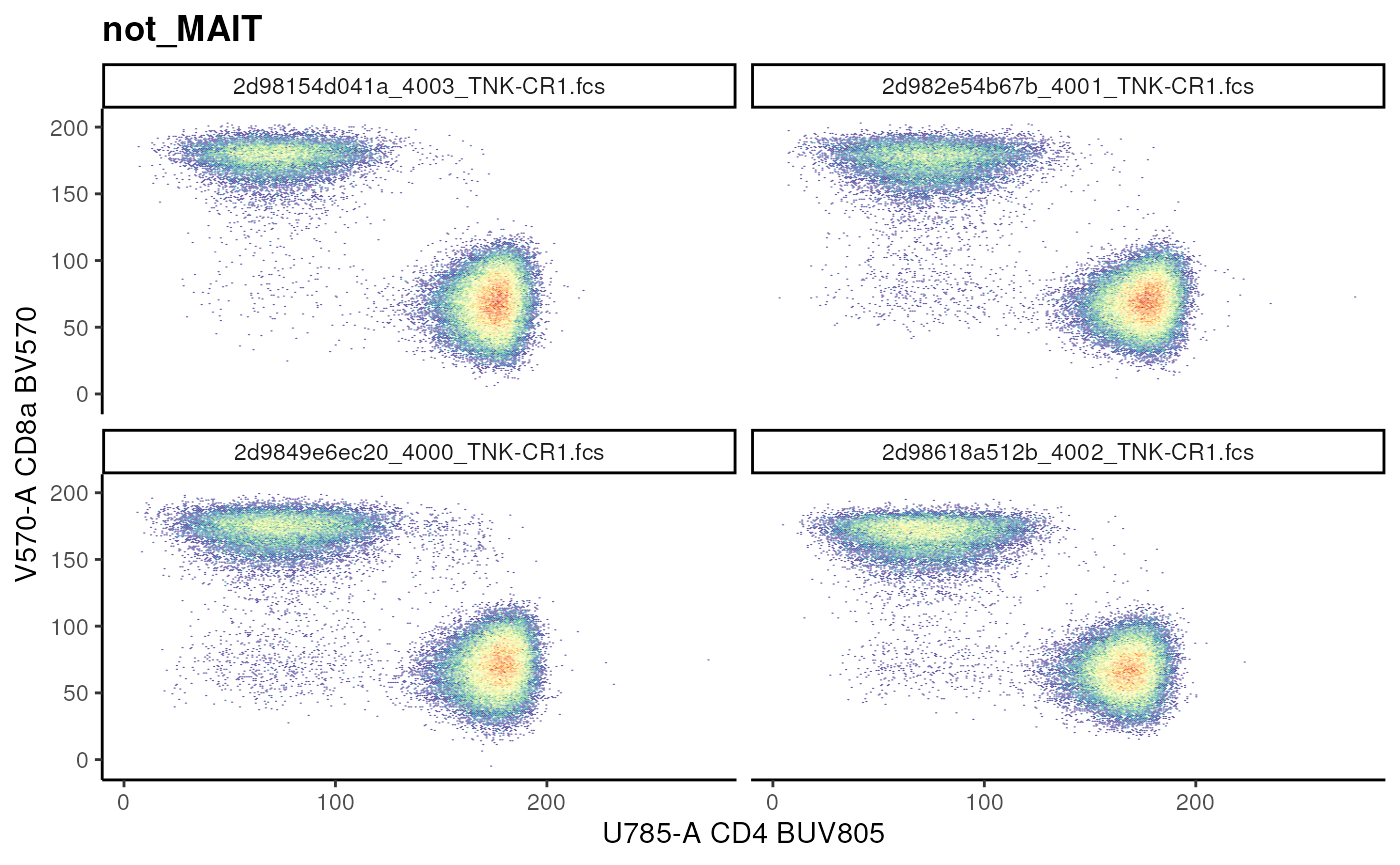 not_MAIT
2d98154d041a_4003_TNK-CR1.fcs
2d982e54b67b_4001_TNK-CR1.fcs
200
150
100
50
0
V570-A CD8a BV570
2d9849e6ec20_4000_TNK-CR1.fcs
2d98618a512b_4002_TNK-CR1.fcs
200
150
100
50
0
0 100 200
0 100 200
U785-A CD4 BUV805